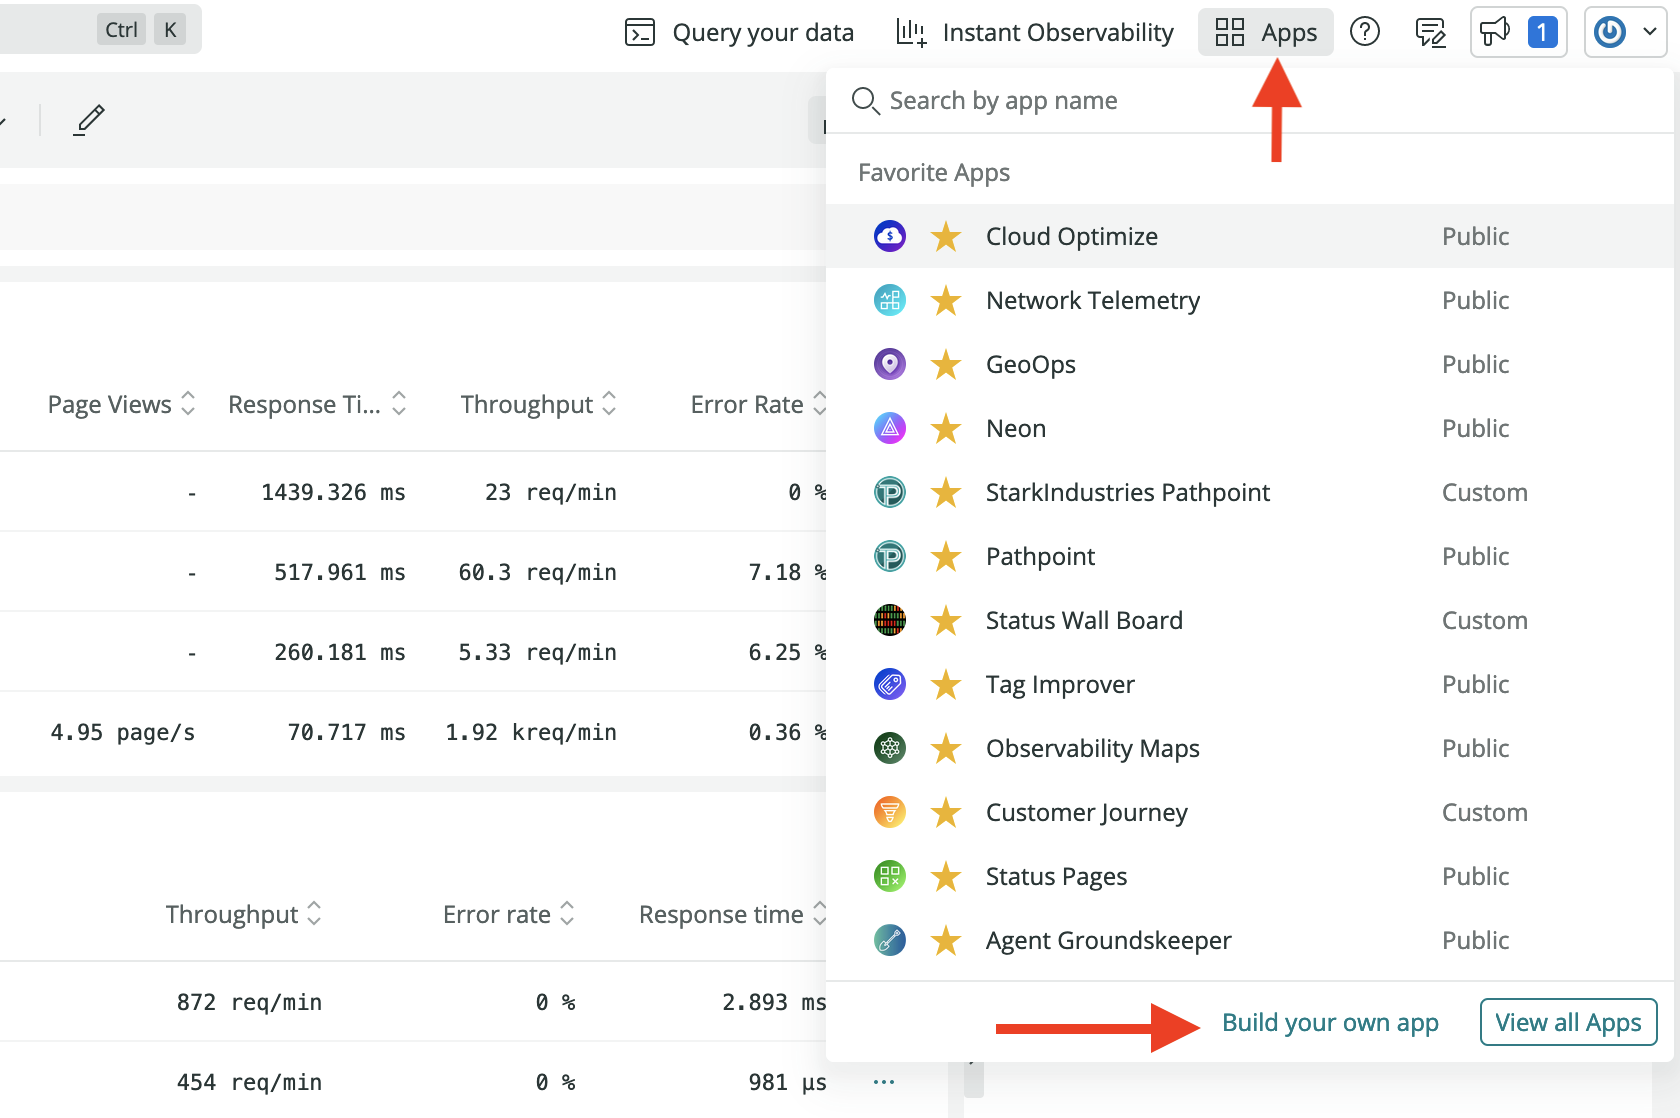 Ctrl K Query your data Instant Observability Apps 1
Search by app name
Favorite Apps
Cloud Optimize Public
Network Telemetry Public
GeoOps Public
Neon Public
StarkIndustries Pathpoint Custom
Pathpoint Public
Status Wall Board Custom
Tag Improver Public
Observability Maps Public
Customer Journey Custom
Status Pages Public
Agent Groundskeeper Public
Build your own app View all Apps
Page Views Response Ti... Throughput Error Rate
- 1439.326 ms 23 req/min 0 %
- 517.961 ms 60.3 req/min 7.18 %
- 260.181 ms 5.33 req/min 6.25 %
4.95 page/s 70.717 ms 1.92 kreq/min 0.36 %
Throughput Error rate Response time
872 req/min 0 % 2.893 ms
454 req/min 0 % 981 µs ...